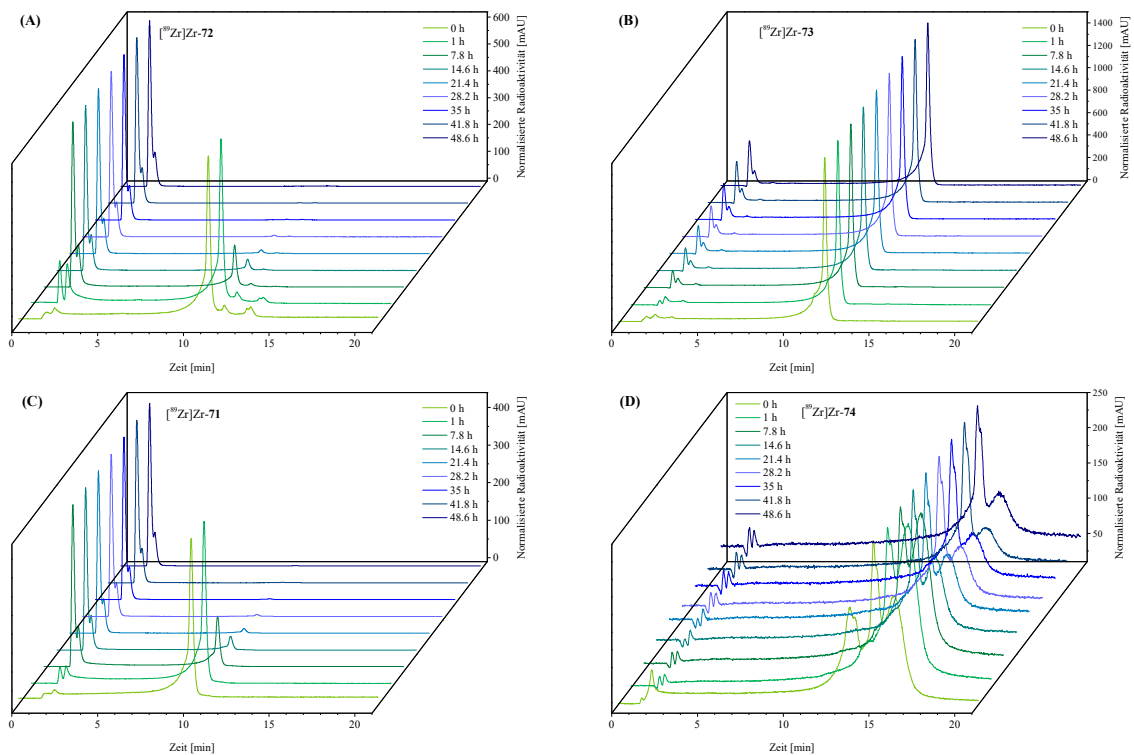 (A)
[⁸⁹Zr]Zr-72
0 h
1 h
7.8 h
14.6 h
21.4 h
28.2 h
35 h
41.8 h
48.6 h
600
500
400
300
200
100
0
Normalisierte Radioaktivität [mAU]
0 5 10 15 20
Zeit [min]
(B)
[⁸⁹Zr]Zr-73
0 h
1 h
7.8 h
14.6 h
21.4 h
28.2 h
35 h
41.8 h
48.6 h
1400
1200
1000
800
600
400
200
0
Normalisierte Radioaktivität [mAU]
0 5 10 15 20
Zeit [min]
(C)
[⁸⁹Zr]Zr-71
0 h
1 h
7.8 h
14.6 h
21.4 h
28.2 h
35 h
41.8 h
48.6 h
400
300
200
100
0
Normalisierte Radioaktivität [mAU]
0 5 10 15 20
Zeit [min]
(D)
[⁸⁹Zr]Zr-74
0 h
1 h
7.8 h
14.6 h
21.4 h
28.2 h
35 h
41.8 h
48.6 h
250
200
150
100
50
Normalisierte Radioaktivität [mAU]
0 5 10 15 20
Zeit [min]